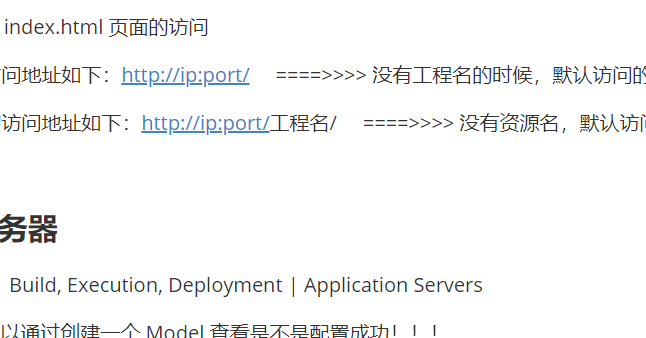 index.html 页面的访问
问地址如下：http://ip:port/ ====>>>> 没有工程名的时候，默认访问的
访问地址如下：http://ip:port/工程名/ ====>>>> 没有资源名，默认访问
务器
Build, Execution, Deployment | Application Servers
以通过创建一个 Model 查看是不是配置成功！！！